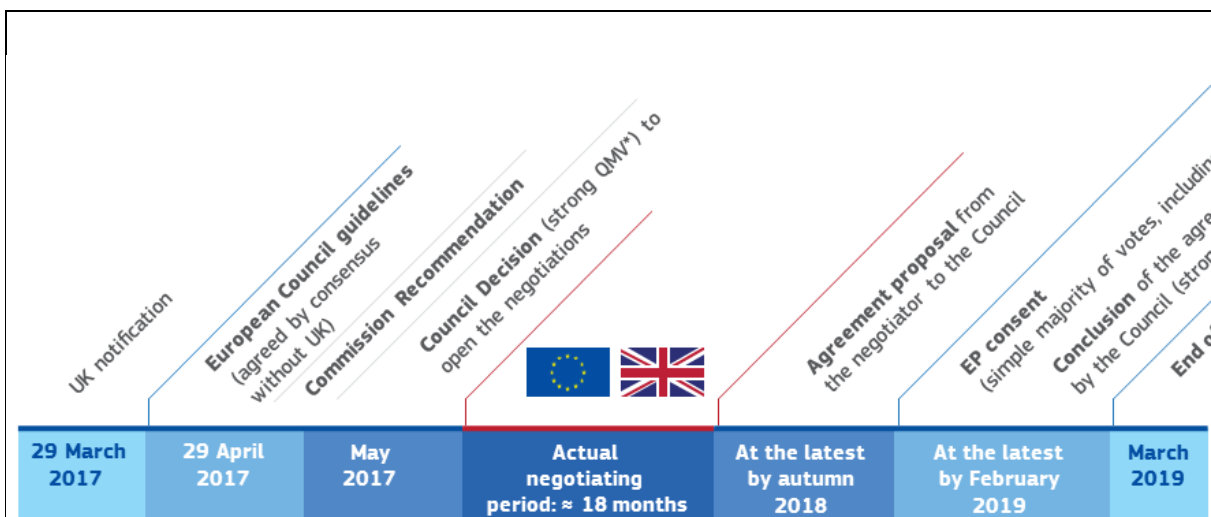 UK notification
European Council guidelines
(agreed by consensus
without UK)
Commission Recommendation
Council Decision (strong QMV*) to
open the negotiations
Agreement proposal from
the negotiator to the Council
EP consent
(simple majority of votes, including
Conclusion of the
by the Council
End
29 March
2017
29 April
2017
May
2017
Actual
negotiating
period: ≈ 18 months
At the latest
by autumn
2018
At the latest
by February
2019
March
2019